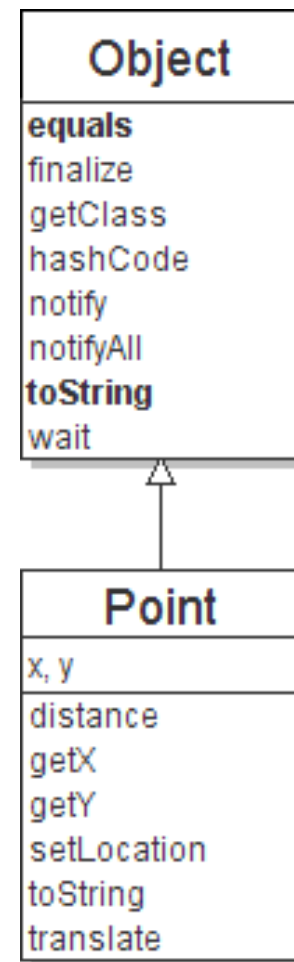 Object
equals
finalize
getClass
hashCode
notify
notifyAll
toString
wait
Point
x, y
distance
getX
getY
setLocation
toString
translate